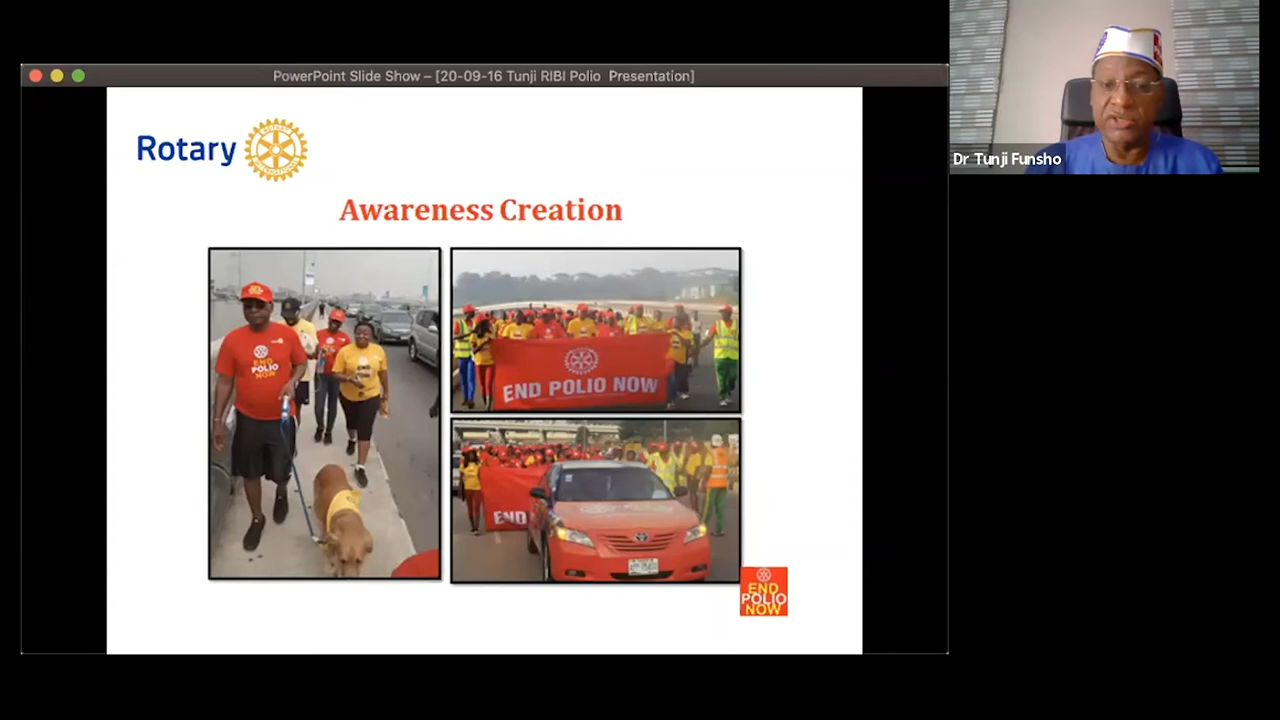 PowerPoint Slide Show – [20-09-16 Tunji RIBI Polio Presentation]
Rotary
Awareness Creation
END
POLIO
NOW
END POLIO NOW
END
END
POLIO
NOW
Dr Tunji Funsho